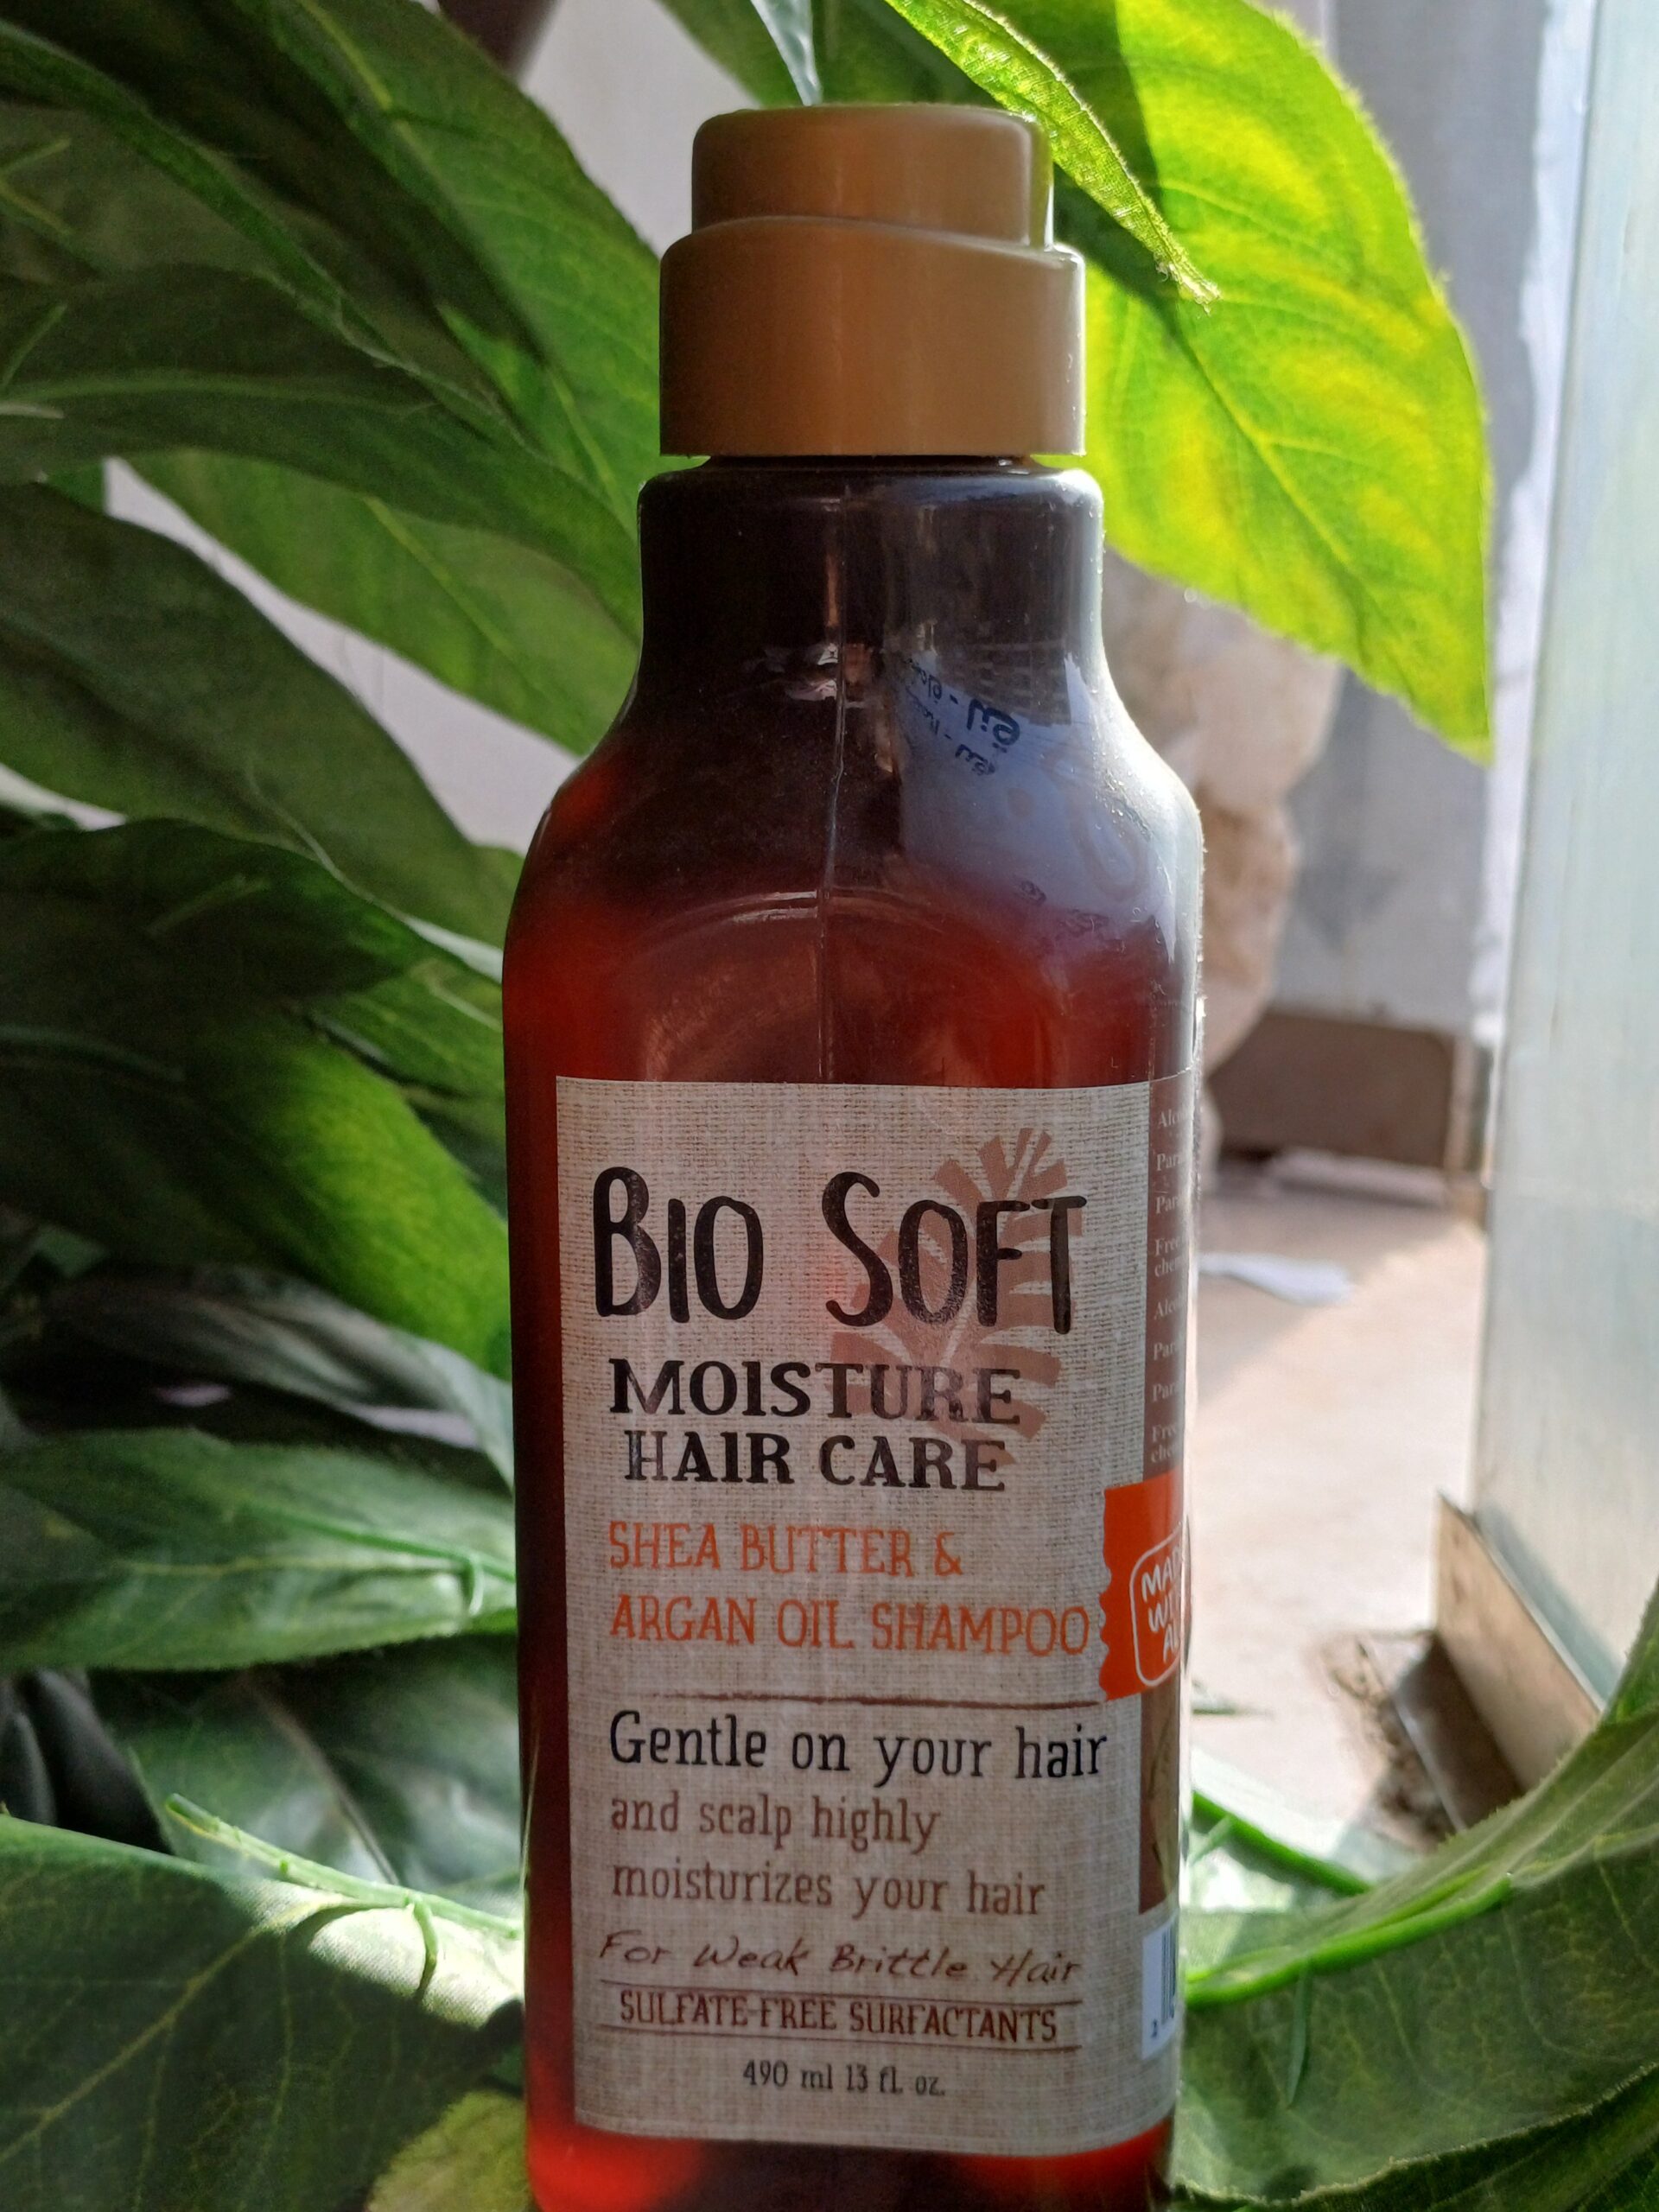 BIO SOFT
MOISTURE
HAIR CARE
SHEA BUTTER &
ARGAN OIL SHAMPOO
Gentle on your hair
and scalp highly
moisturizes your hair
For Weak Brittle Hair
SULFATE-FREE SURFACTANTS
490 ml 13 fl. oz.